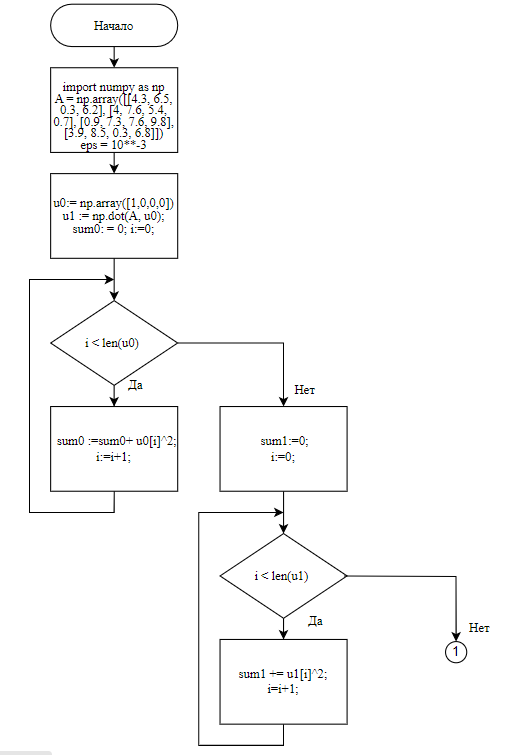 Начало
import numpy as np
A = np.array([[4.3, 6.5,
0.3, 6.2], [4, 7.6, 5.4,
0.7], [0.9, 7.3, 7.6, 9.8],
[3.9, 8.5, 0.3, 6.8]])
eps = 10**-3
u0:= np.array([1,0,0,0])
u1 := np.dot(A, u0);
sum0: = 0; i:=0;
i < len(u0)
Да
Нет
sum0 :=sum0+ u0[i]^2;
i:=i+1;
sum1:=0;
i:=0;
i < len(u1)
Да
Нет
1
sum1 += u1[i]^2;
i=i+1;